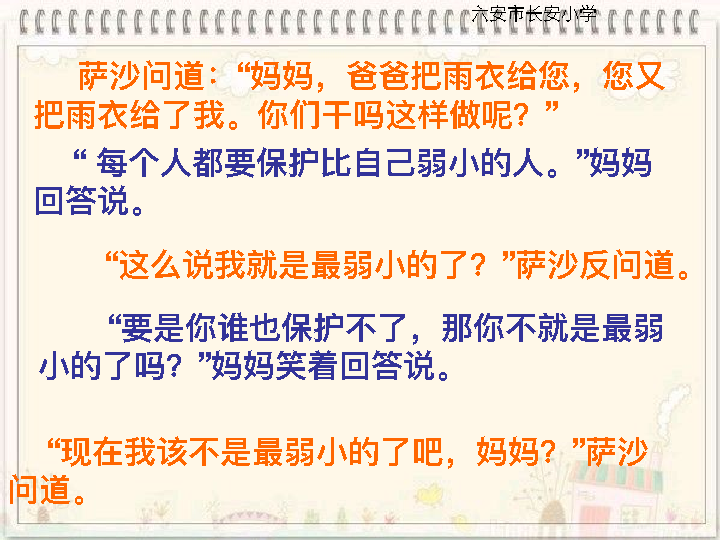 六安市长安小学
萨沙问道：“妈妈，爸爸把雨衣给您，您又
把雨衣给了我。你们干吗这样做呢？”
“ 每个人都要保护比自己弱小的人。”妈妈
回答说。
“这么说我就是最弱小的了？”萨沙反问道。
“要是你谁也保护不了，那你不就是最弱
小的了吗？”妈妈笑着回答说。
“现在我该不是最弱小的了吧，妈妈？”萨沙
问道。